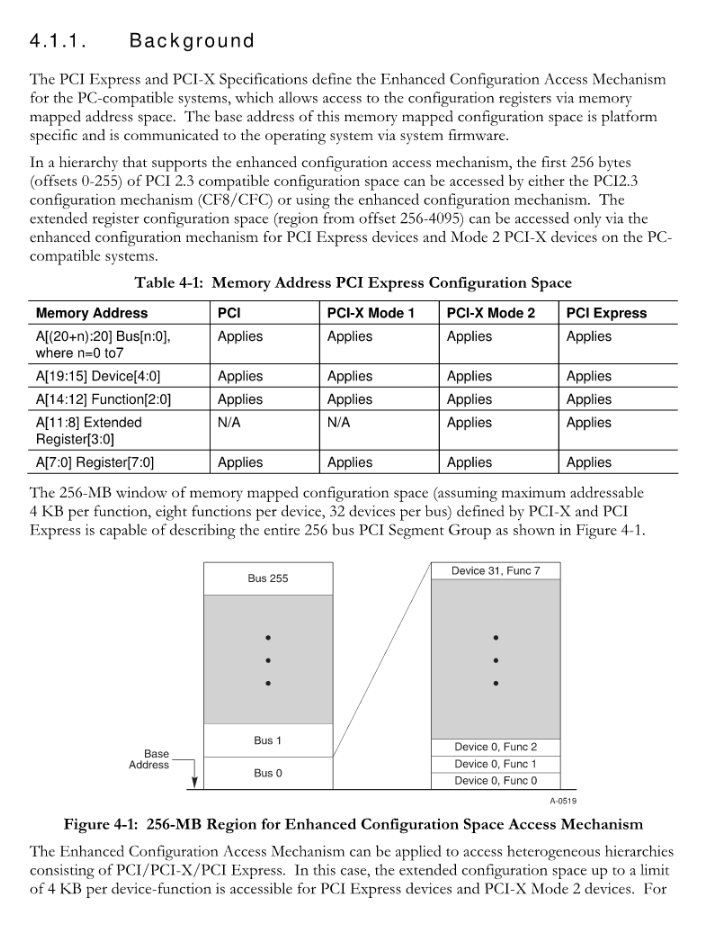 4.1.1. Background
The PCI Express and PCI-X Specifications define the Enhanced Configuration Access Mechanism
for the PC-compatible systems, which allows access to the configuration registers via memory
mapped address space. The base address of this memory mapped configuration space is platform
specific and is communicated to the operating system via system firmware.
In a hierarchy that supports the enhanced configuration access mechanism, the first 256 bytes
(offsets 0-255) of PCI 2.3 compatible configuration space can be accessed by either the PCI2.3
configuration mechanism (CF8/CFC) or using the enhanced configuration mechanism. The
extended register configuration space (region from offset 256-4095) can be accessed only via the
enhanced configuration mechanism for PCI Express devices and Mode 2 PCI-X devices on the PC-
compatible systems.
Table 4-1: Memory Address PCI Express Configuration Space
Memory Address PCI PCI-X Mode 1 PCI-X Mode 2 PCI Express
A[(20+n):20] Bus[n:0], Applies Applies Applies Applies
where n=0 to7
A[19:15] Device[4:0] Applies Applies Applies Applies
A[14:12] Function[2:0] Applies Applies Applies Applies
A[11:8] Extended N/A N/A Applies Applies
Register[3:0]
A[7:0] Register[7:0] Applies Applies Applies Applies
The 256-MB window of memory mapped configuration space (assuming maximum addressable
4 KB per function, eight functions per device, 32 devices per bus) defined by PCI-X and PCI
Express is capable of describing the entire 256 bus PCI Segment Group as shown in Figure 4-1.
Bus 255
Bus 1
Bus 0
Base
Address
Device 31, Func 7
Device 0, Func 2
Device 0, Func 1
Device 0, Func 0
A-0519
Figure 4-1: 256-MB Region for Enhanced Configuration Space Access Mechanism
The Enhanced Configuration Access Mechanism can be applied to access heterogeneous hierarchies
consisting of PCI/PCI-X/PCI Express. In this case, the extended configuration space up to a limit
of 4 KB per device-function is accessible for PCI Express devices and PCI-X Mode 2 devices. For